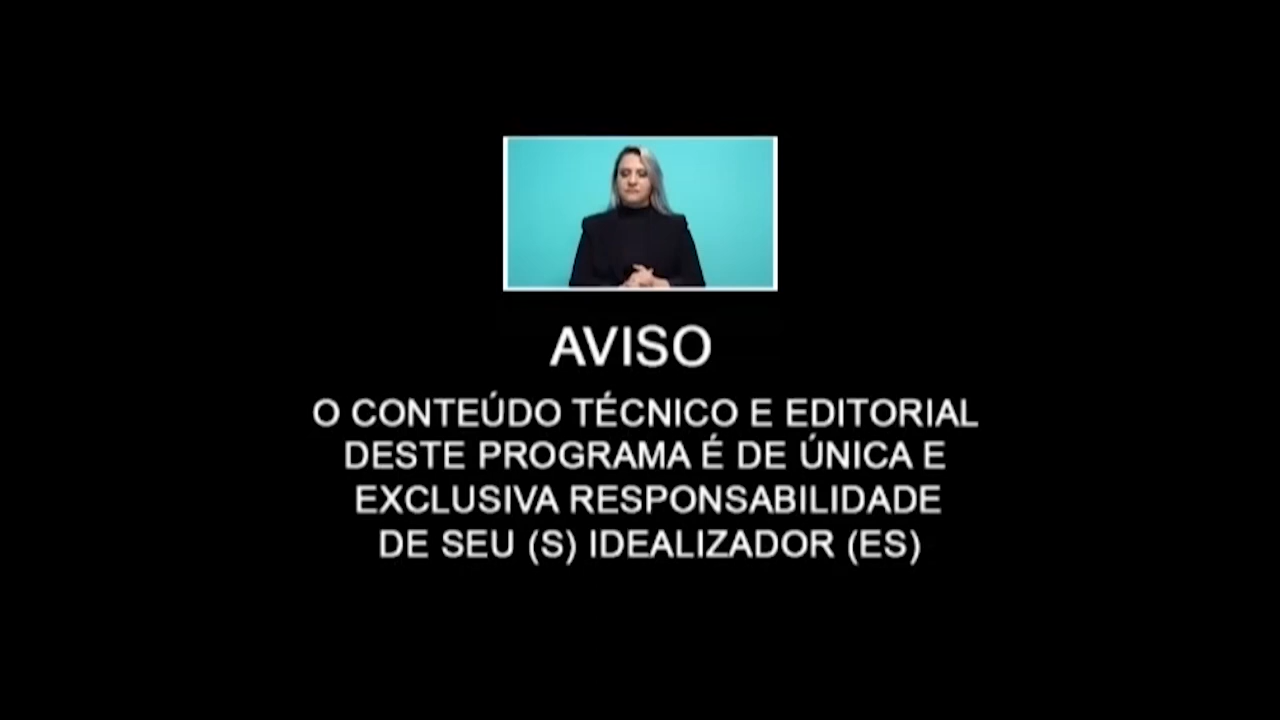 AVISO
O CONTEÚDO TÉCNICO E EDITORIAL
DESTE PROGRAMA É DE ÚNICA E
EXCLUSIVA RESPONSABILIDADE
DE SEU (S) IDEALIZADOR (ES)